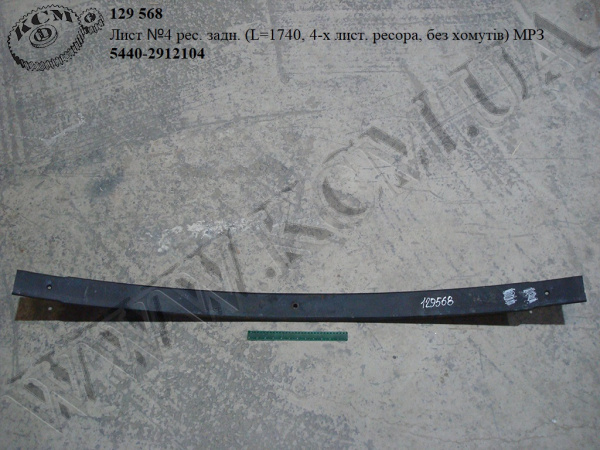 КСМ
129 568
Лист №4 рес. задн. (L=1740, 4-х лист. ресора, без хомутів) МРЗ
5440-2912104
WWW.KCM.UA
129568